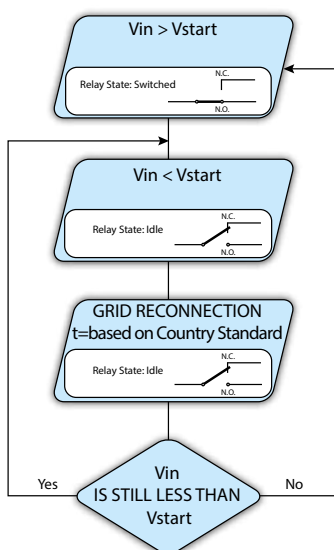 Vin > Vstart
N.C.
Relay State: Switched
N.O.
Vin < Vstart
N.C.
Relay State: Idle
N.O.
GRID RECONNECTION
t=based on Country Standard
N.C.
Relay State: Idle
N.O.
Vin
Yes
No
IS STILL LESS THAN
Vstart